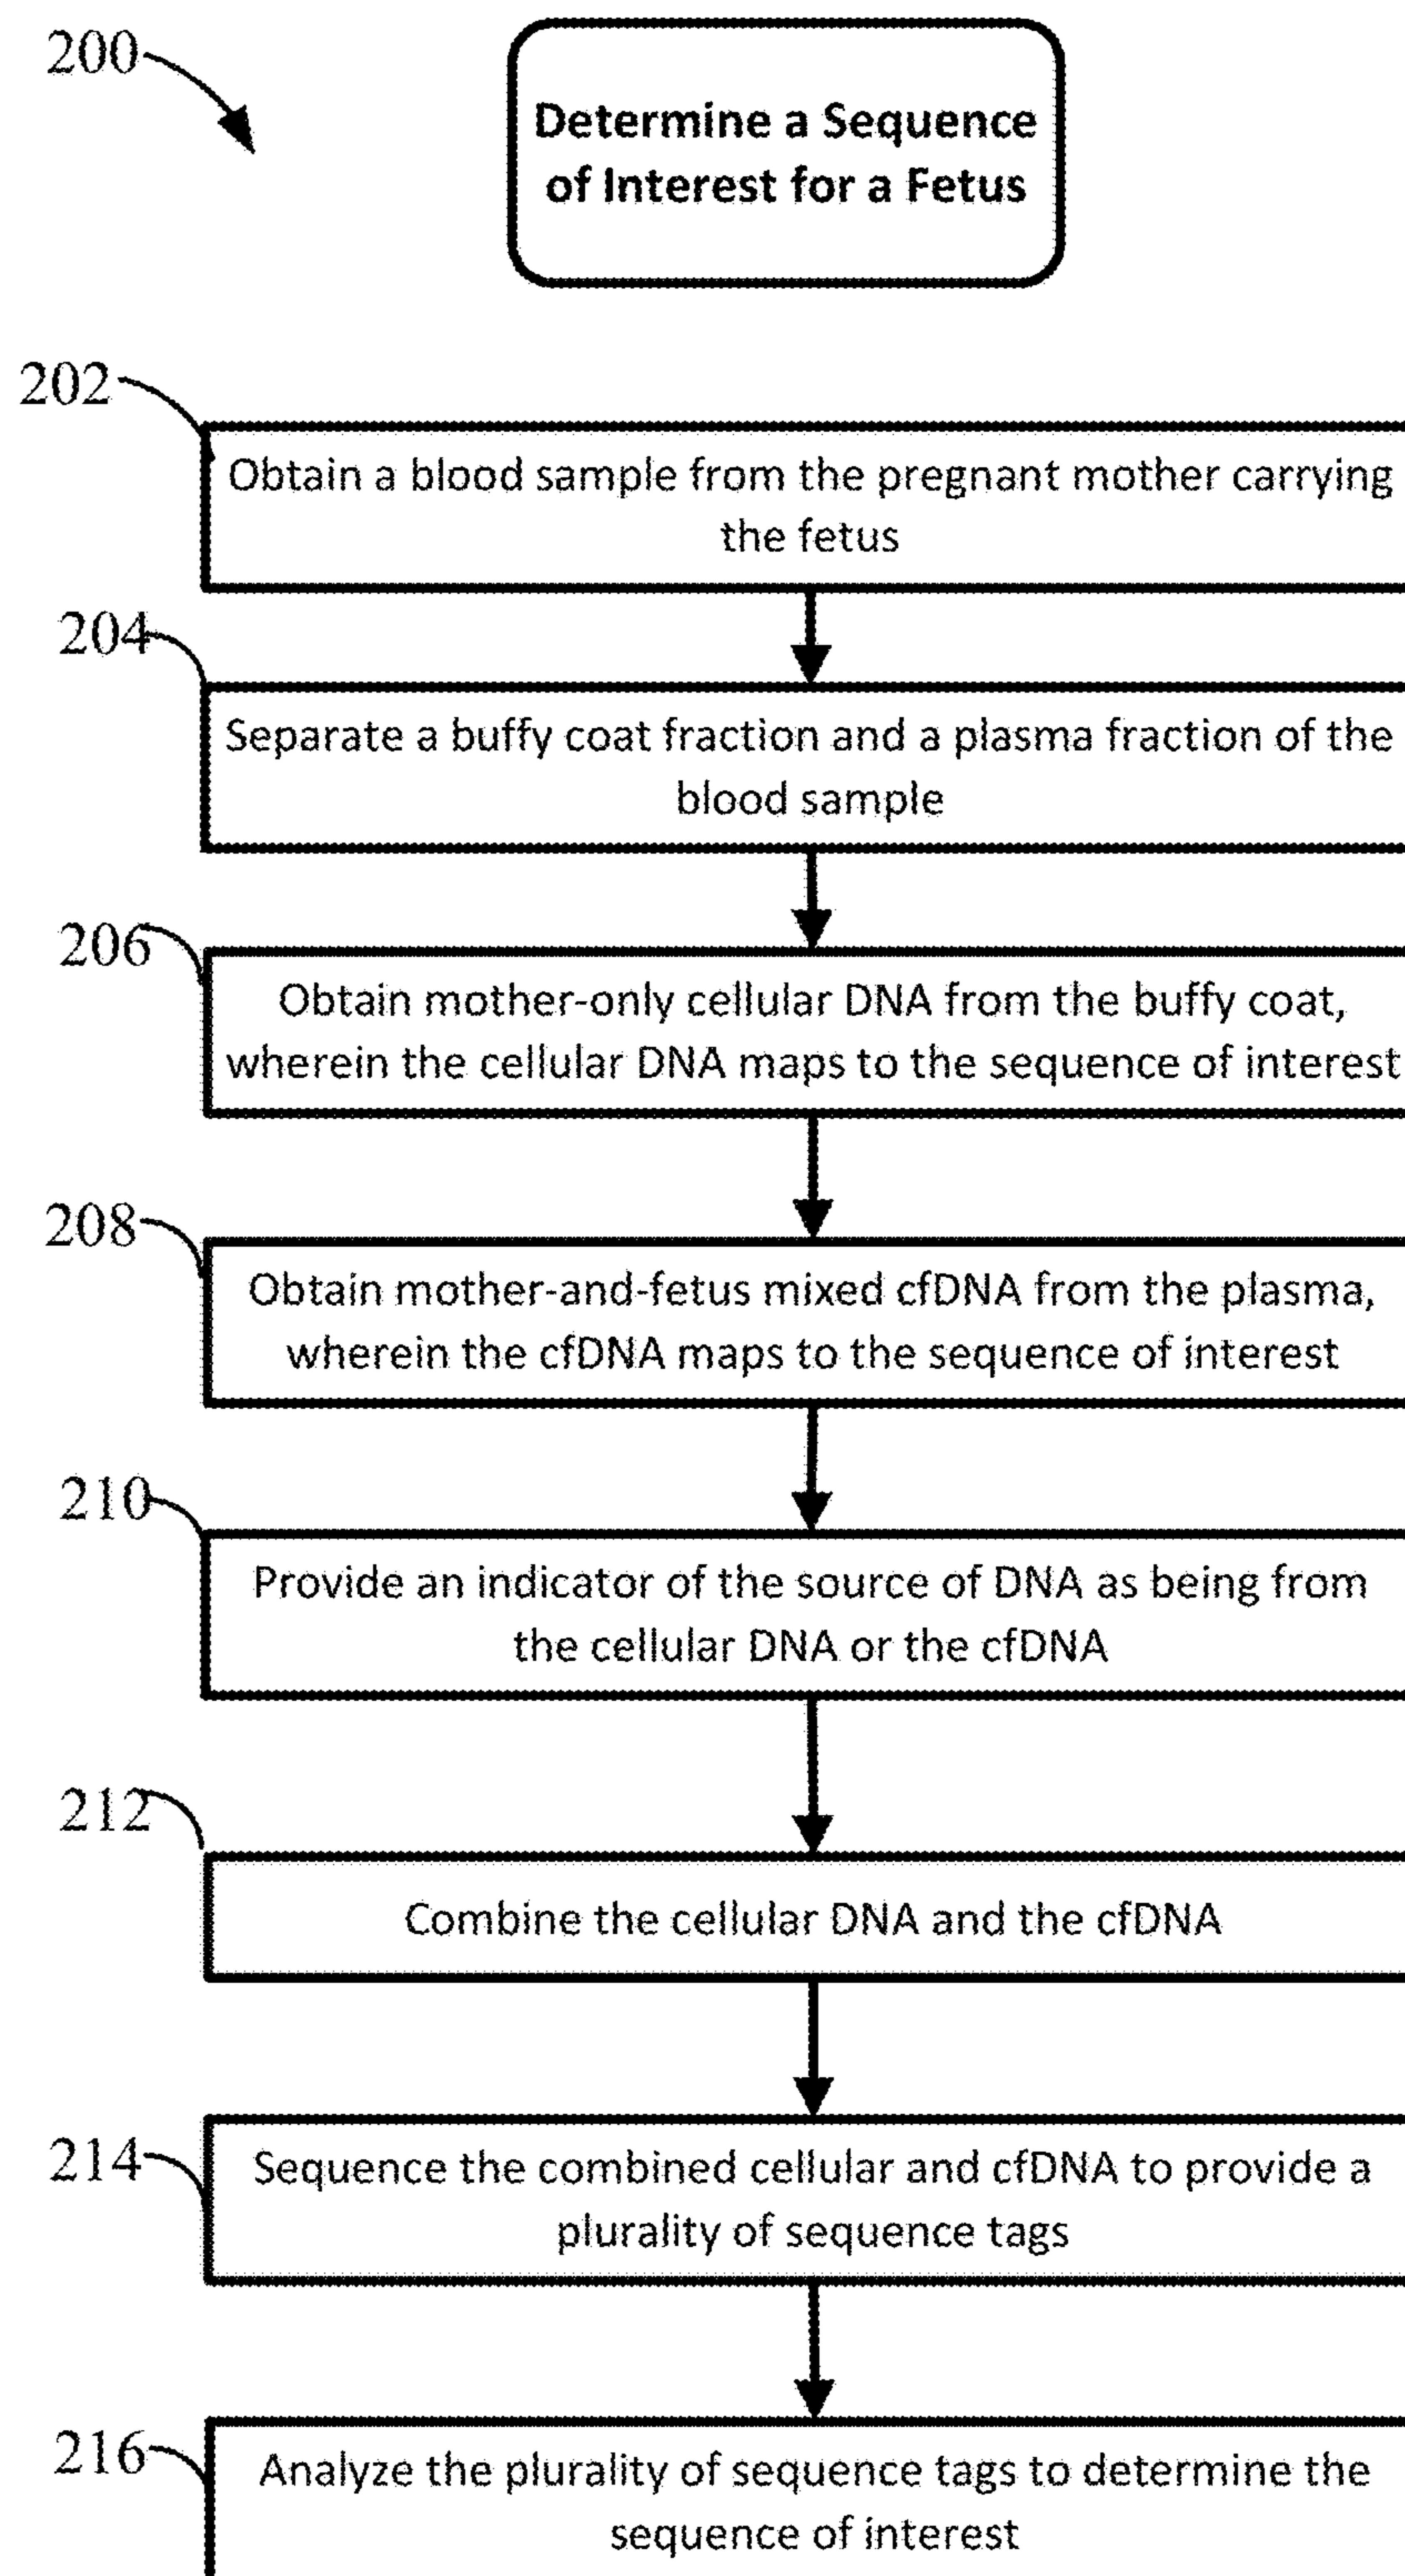 200
Determine a Sequence
of Interest for a Fetus
202
Obtain a blood sample from the pregnant mother carrying
the fetus
204
Separate a buffy coat fraction and a plasma fraction of the
blood sample
206
Obtain mother-only cellular DNA from the buffy coat,
wherein the cellular DNA maps to the sequence of interest
208
Obtain mother-and-fetus mixed cfDNA from the plasma,
wherein the cfDNA maps to the sequence of interest
210
Provide an indicator of the source of DNA as being from
the cellular DNA or the cfDNA
212
Combine the cellular DNA and the cfDNA
214
Sequence the combined cellular and cfDNA to provide a
plurality of sequence tags
216
Analyze the plurality of sequence tags to determine the
sequence of interest